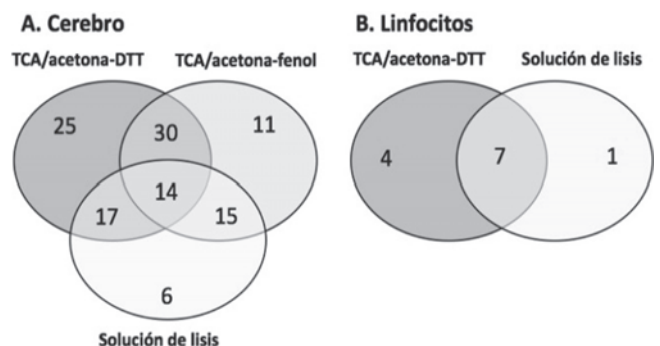 A. Cerebro
TCA/acetona-DTT TCA/acetona-fenol
25 30 11
14
17 15
6
Solución de lisis
B. Linfocitos
TCA/acetona-DTT Solución de lisis
4 7 1